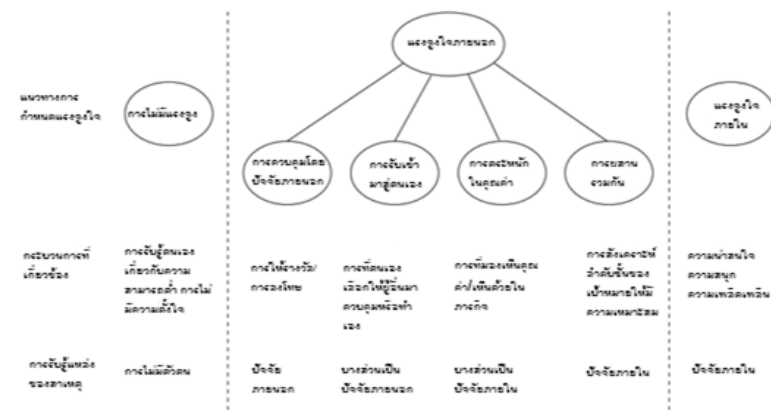 แรงจูงใจภายนอก
แนวทางการ
กำหนดแรงจูงใจ
การไม่มีแรงจูง
แรงจูงใจ
ภายใน
การควบคุมโดย
ปัจจัยภายนอก
การรับเข้า
มาสู่ตนเอง
การตระหนัก
ในคุณค่า
การผสาน
รวมกัน
กระบวนการที่
เกี่ยวข้อง
การรับรู้ตนเอง
เกี่ยวกับความ
สามารถต่ำ การไม่
มีความตั้งใจ
การให้รางวัล/
การลงโทษ
การที่ตนเอง
เลือกให้ผู้อื่นมา
ควบคุมหรือทำ
เอง
การที่มองเห็นคุณ
ค่า/เห็นด้วยใน
ภารกิจ
การสังเคราะห์
ลำดับชั้นของ
เป้าหมายให้มี
ความเหมาะสม
ความน่าสนใจ
ความสนุก
ความเพลิดเพลิน
การรับรู้แหล่ง
ของสาเหตุ
การไม่มีตัวตน
ปัจจัย
ภายนอก
บางส่วนเป็น
ปัจจัยภายนอก
บางส่วนเป็น
ปัจจัยภายใน
ปัจจัยภายใน
ปัจจัยภายใน